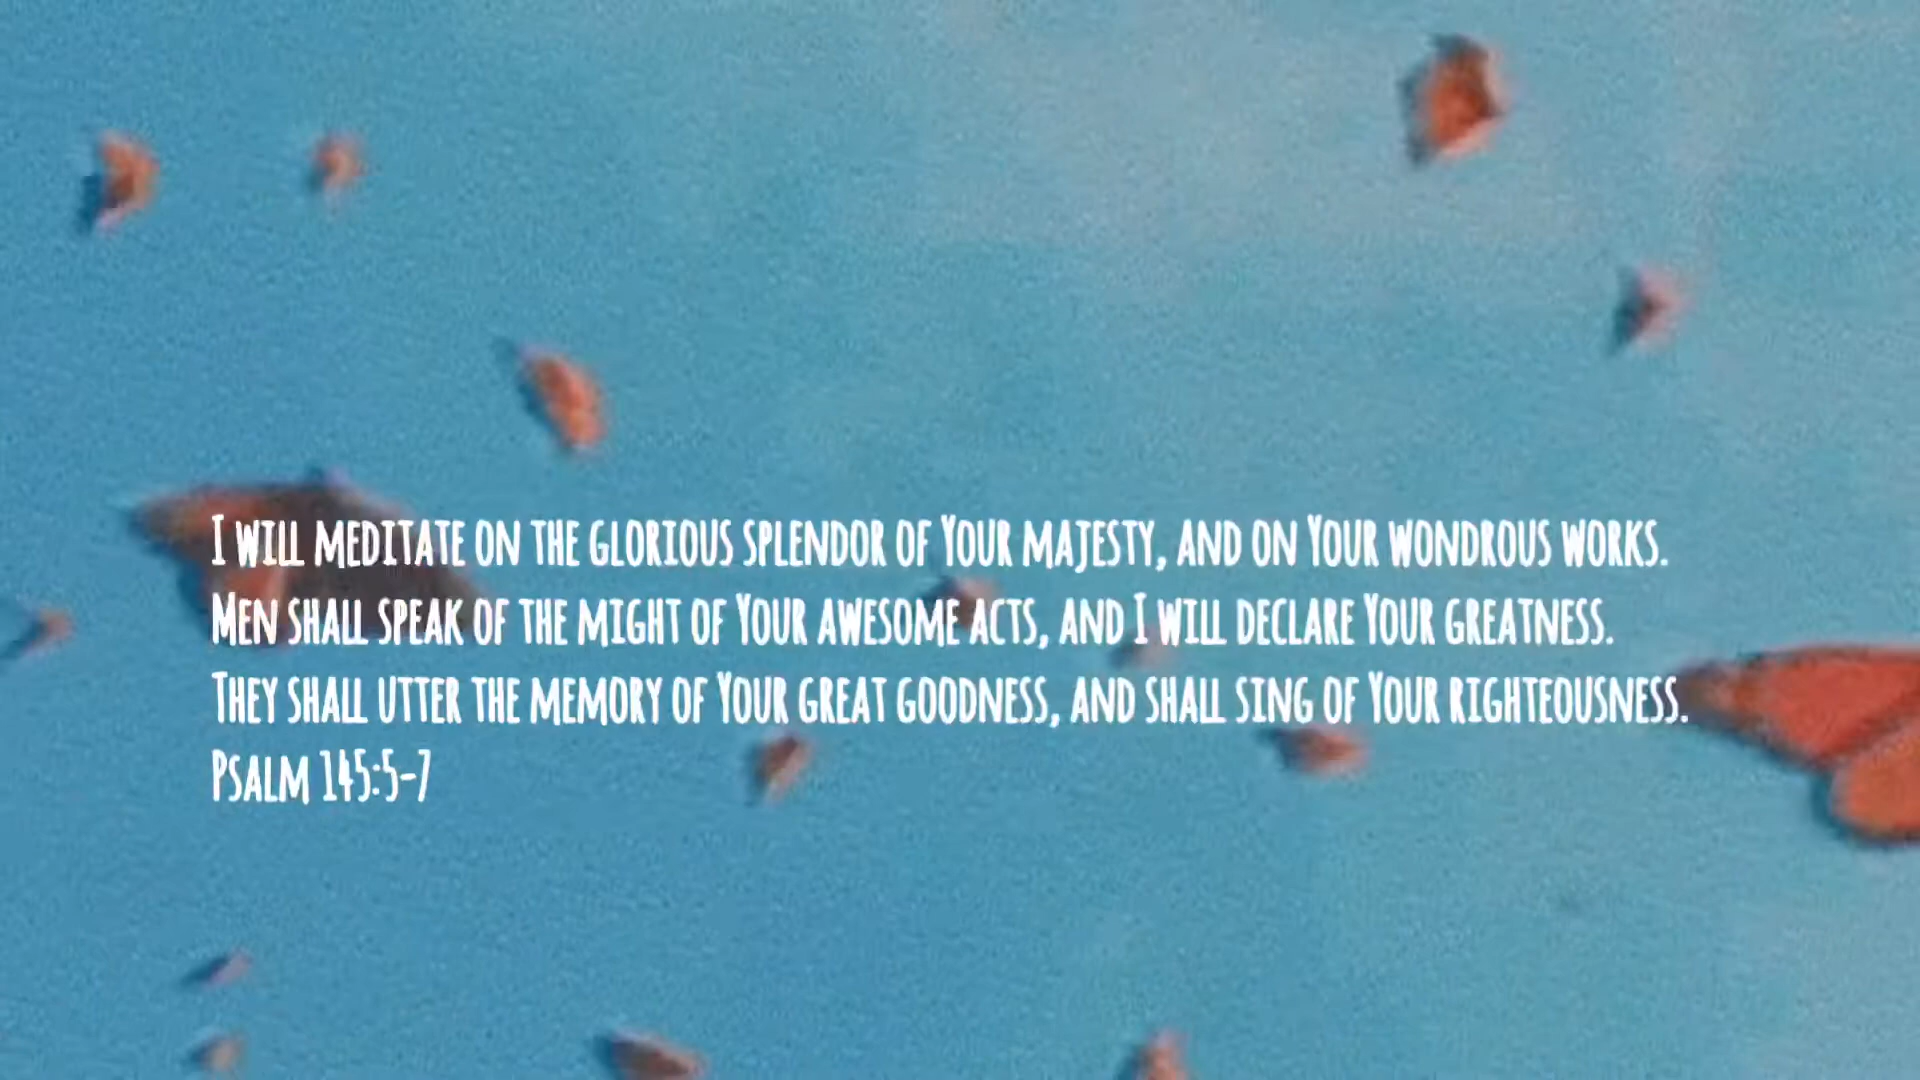 I will meditate on the glorious splendor of Your majesty, and on Your wondrous works.
Men shall speak of the might of Your awesome acts, and I will declare Your greatness.
They shall utter the memory of Your great goodness, and shall sing of Your righteousness.
Psalm 145:5-7